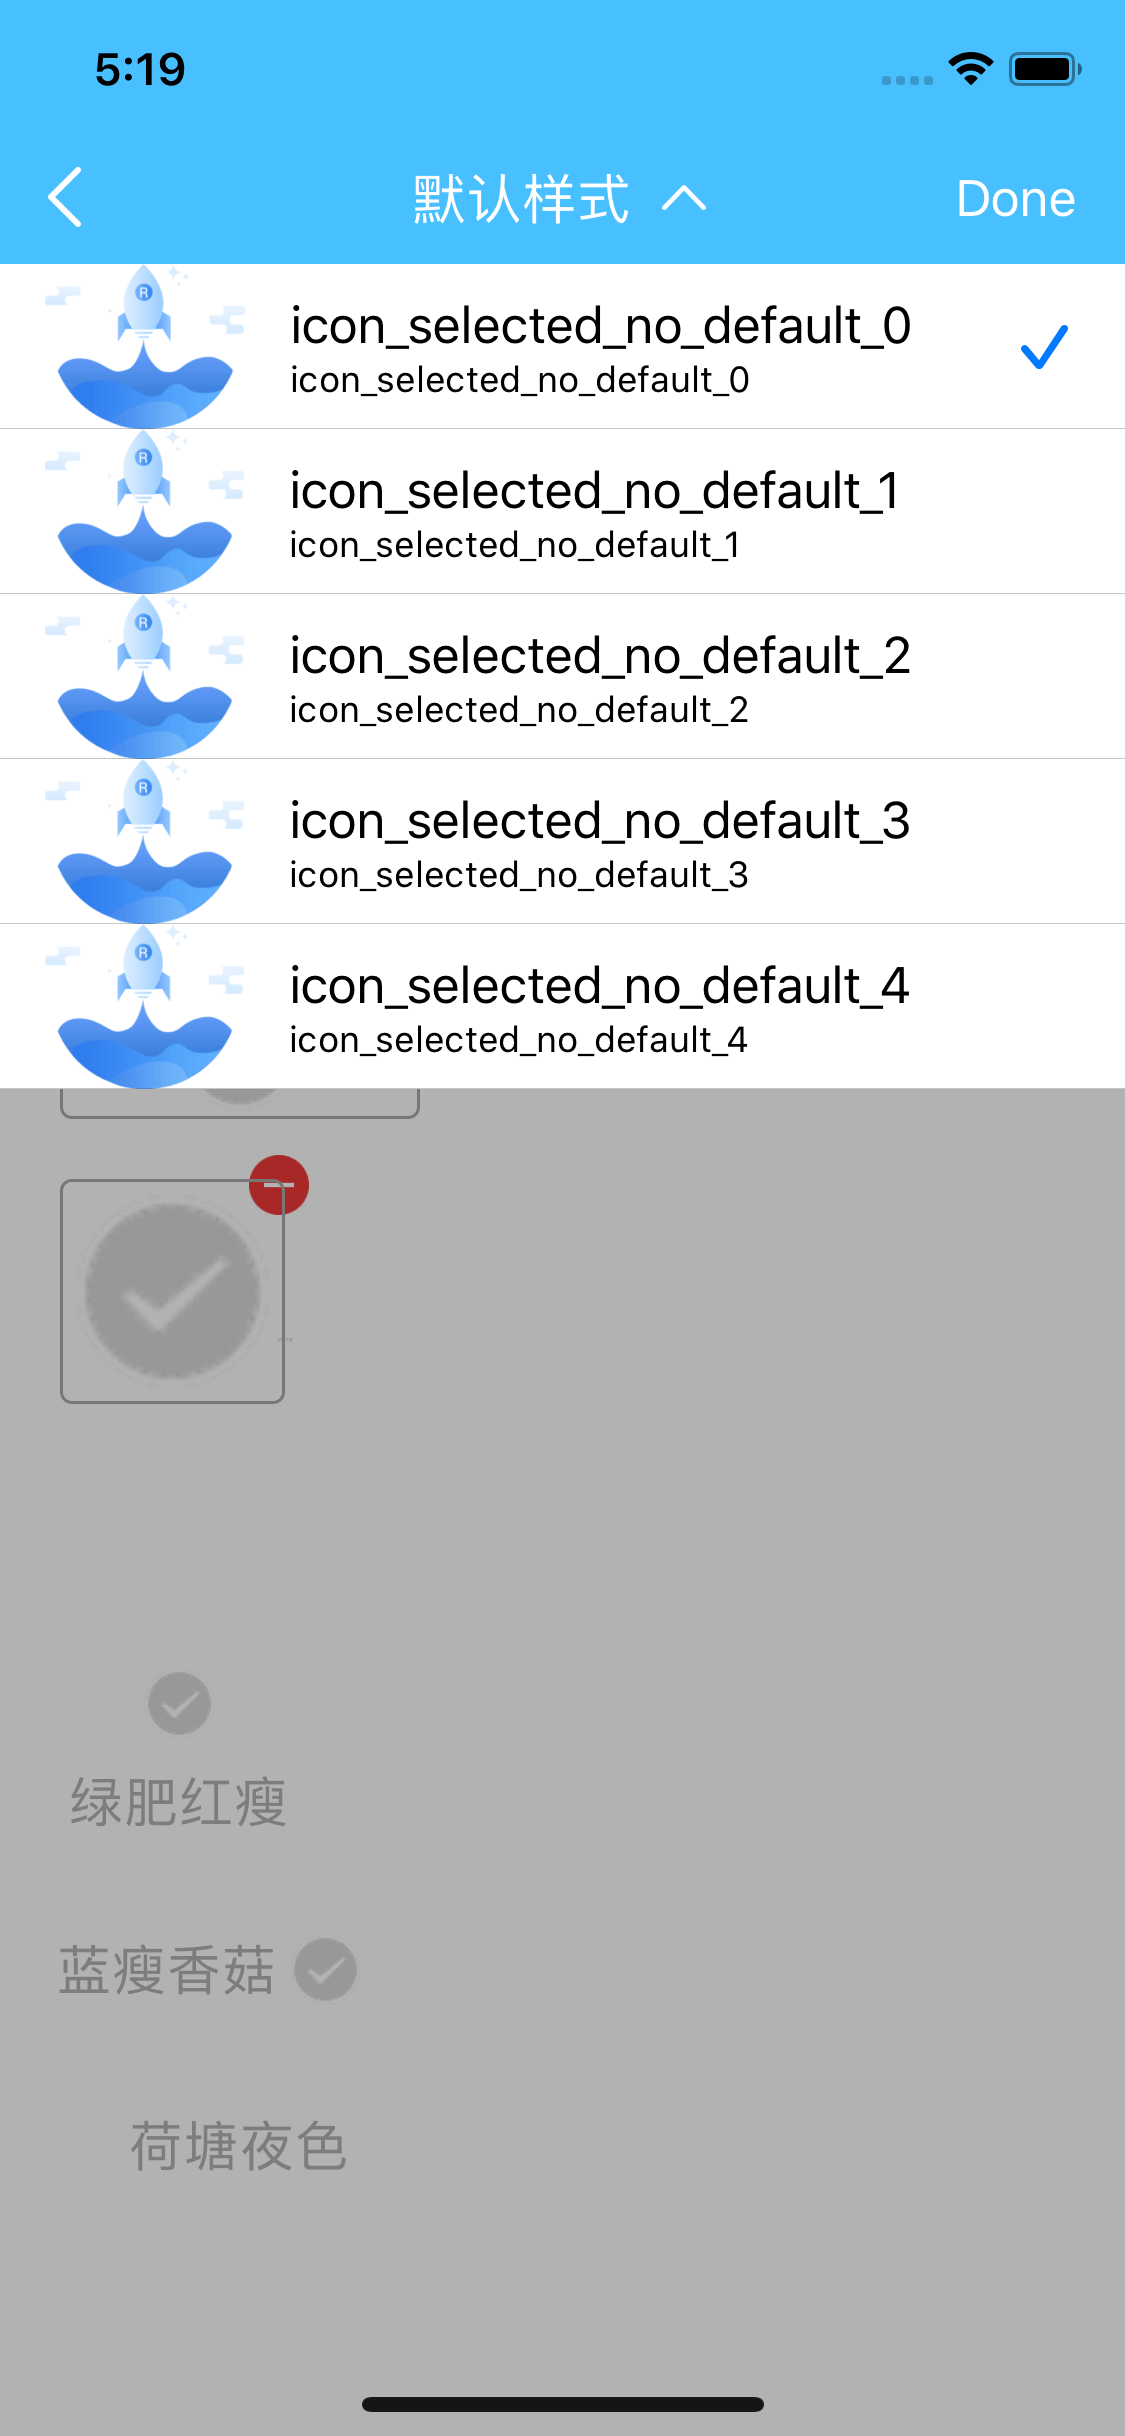 5:19
默认样式
Done
R
icon_selected_no_default_0
icon_selected_no_default_0
R
icon_selected_no_default_1
icon_selected_no_default_1
R
icon_selected_no_default_2
icon_selected_no_default_2
R
icon_selected_no_default_3
icon_selected_no_default_3
R
icon_selected_no_default_4
icon_selected_no_default_4
...
绿肥红瘦
蓝瘦香菇
荷塘夜色